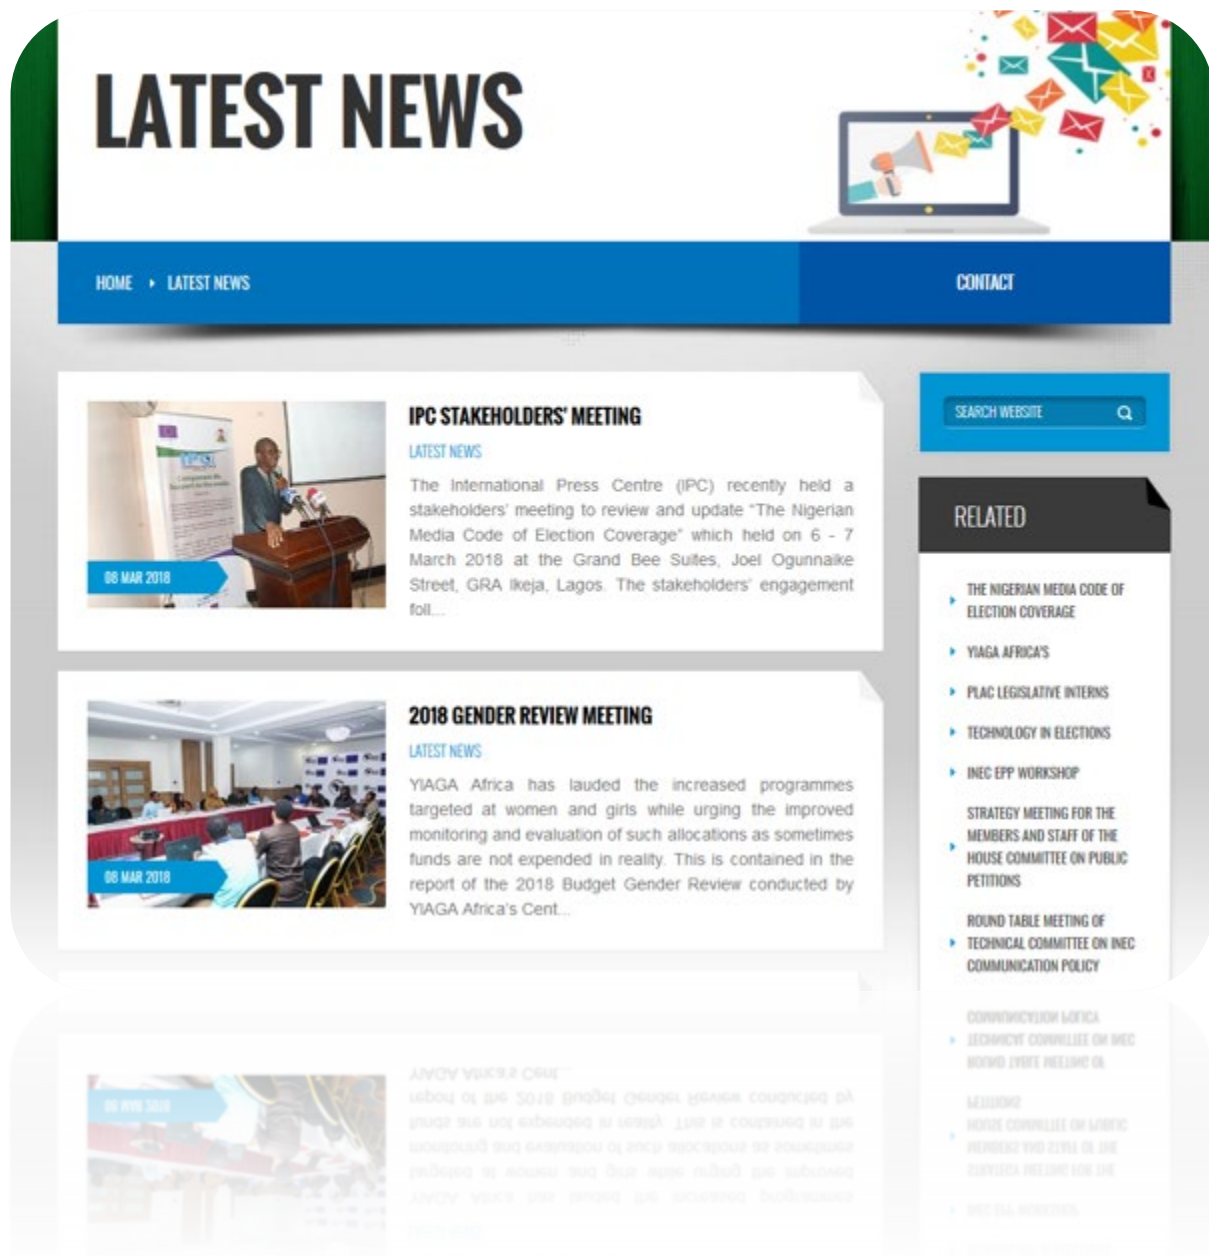 LATEST NEWS
HOME LATEST NEWS
CONTACT
IPC STAKEHOLDERS' MEETING
LATEST NEWS
The International Press Centre (IPC) recently held a
stakeholders' meeting to review and update “The Nigerian
Media Code of Election Coverage” which held on 6 - 7
March 2018 at the Grand Bee Suites, Joel Ogunnaike
Street, GRA Ikeja, Lagos. The stakeholders' engagement
foll...
08 MAR 2018
2018 GENDER REVIEW MEETING
LATEST NEWS
YIAGA Africa has lauded the increased programmes
targeted at women and girls while urging the improved
monitoring and evaluation of such allocations as sometimes
funds are not expended in reality. This is contained in the
report of the 2018 Budget Gender Review conducted by
YIAGA Africa's Cent...
08 MAR 2018
SEARCH WEBSITE
RELATED
THE NIGERIAN MEDIA CODE OF
ELECTION COVERAGE
YIAGA AFRICA'S
PLAC LEGISLATIVE INTERNS
TECHNOLOGY IN ELECTIONS
INEC EPP WORKSHOP
STRATEGY MEETING FOR THE
MEMBERS AND STAFF OF THE
HOUSE COMMITTEE ON PUBLIC
PETITIONS
ROUND TABLE MEETING OF
TECHNICAL COMMITTEE ON INEC
COMMUNICATION POLICY